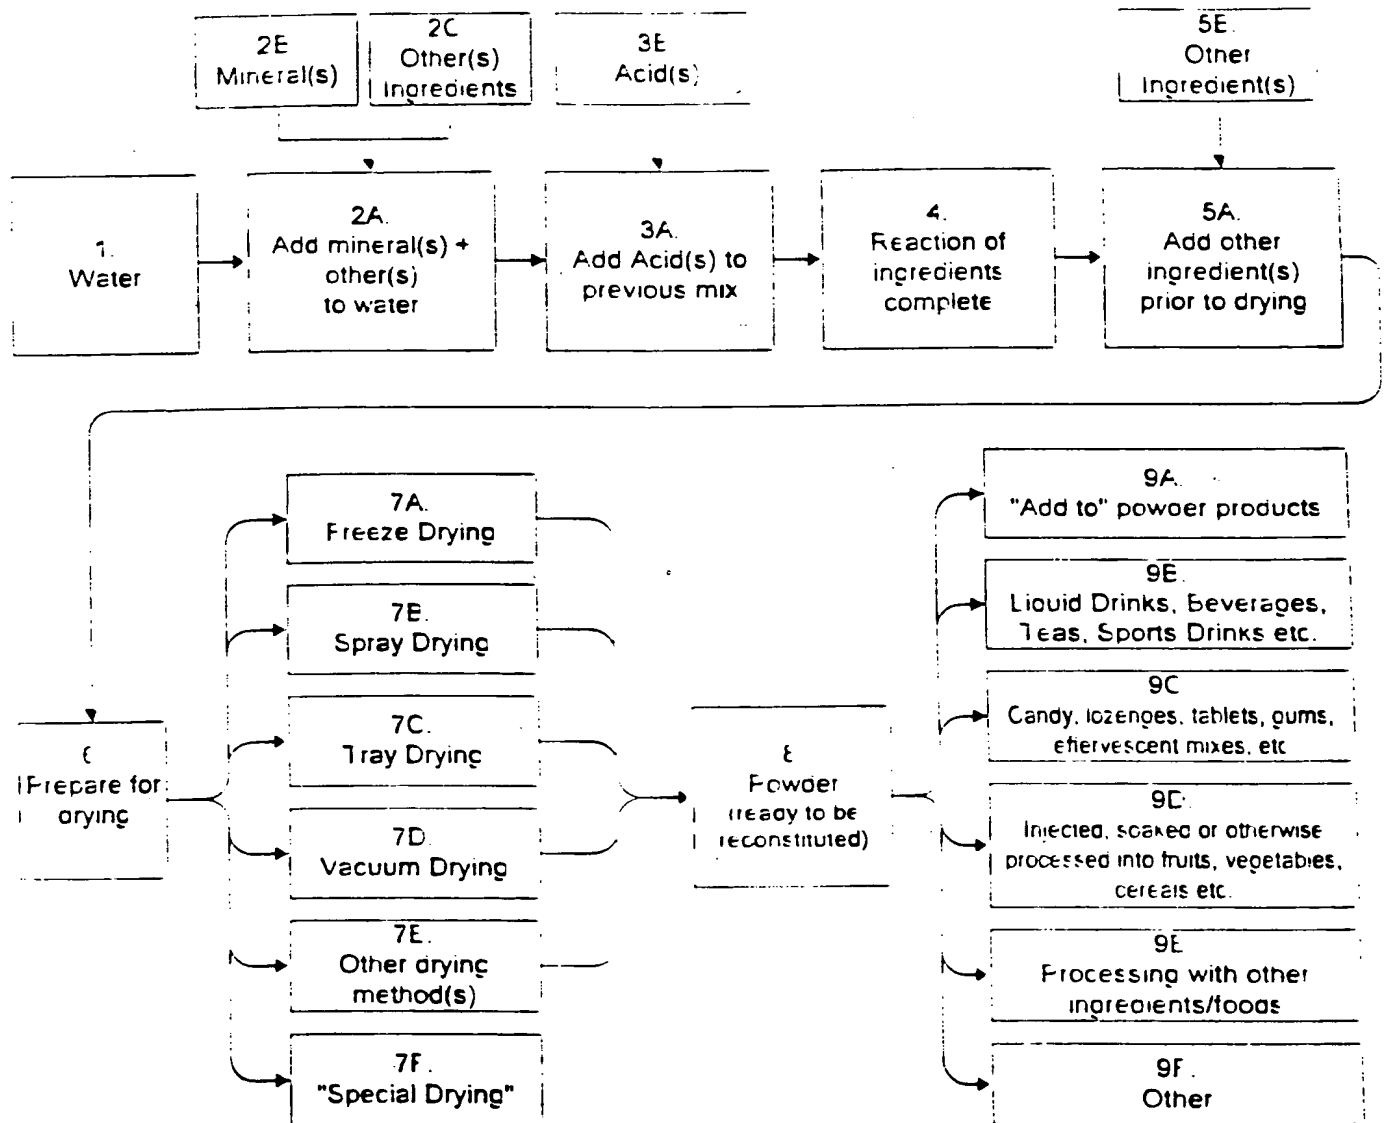 2E
Mineral(s)
2C
Other(s)
Ingredients
3E
Acid(s)
5E.
Other
Ingredient(s)
1.
Water
2A.
Add mineral(s) +
other(s)
to water
3A.
Add Acid(s) to
previous mix
4.
Reaction of
ingredients
complete
5A.
Add other
ingredient(s)
prior to drying
6
Prepare for
drying
7A.
Freeze Drying
7B.
Spray Drying
7C.
Tray Drying
7D.
Vacuum Drying
7E.
Other drying
method(s)
7F.
"Special Drying"
8
Powder
(ready to be
reconstituted)
9A.
"Add to" powder products
9B.
Liquid Drinks, Beverages,
Teas, Sports Drinks etc.
9C
Candy, lozenges, tablets, gums,
effervescent mixes, etc
9D.
Injected, soaked or otherwise
processed into fruits, vegetables,
cereals etc.
9E
Processing with other
ingredients/foods
9F.
Other